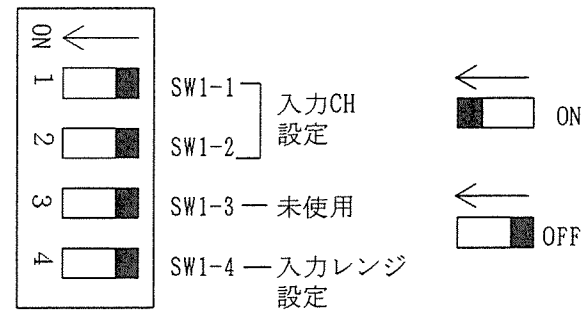 ON
1 SW1-1
入力CH
設定
2 SW1-2
3 SW1-3 — 未使用
4 SW1-4 — 入力レンジ
設定
ON
OFF